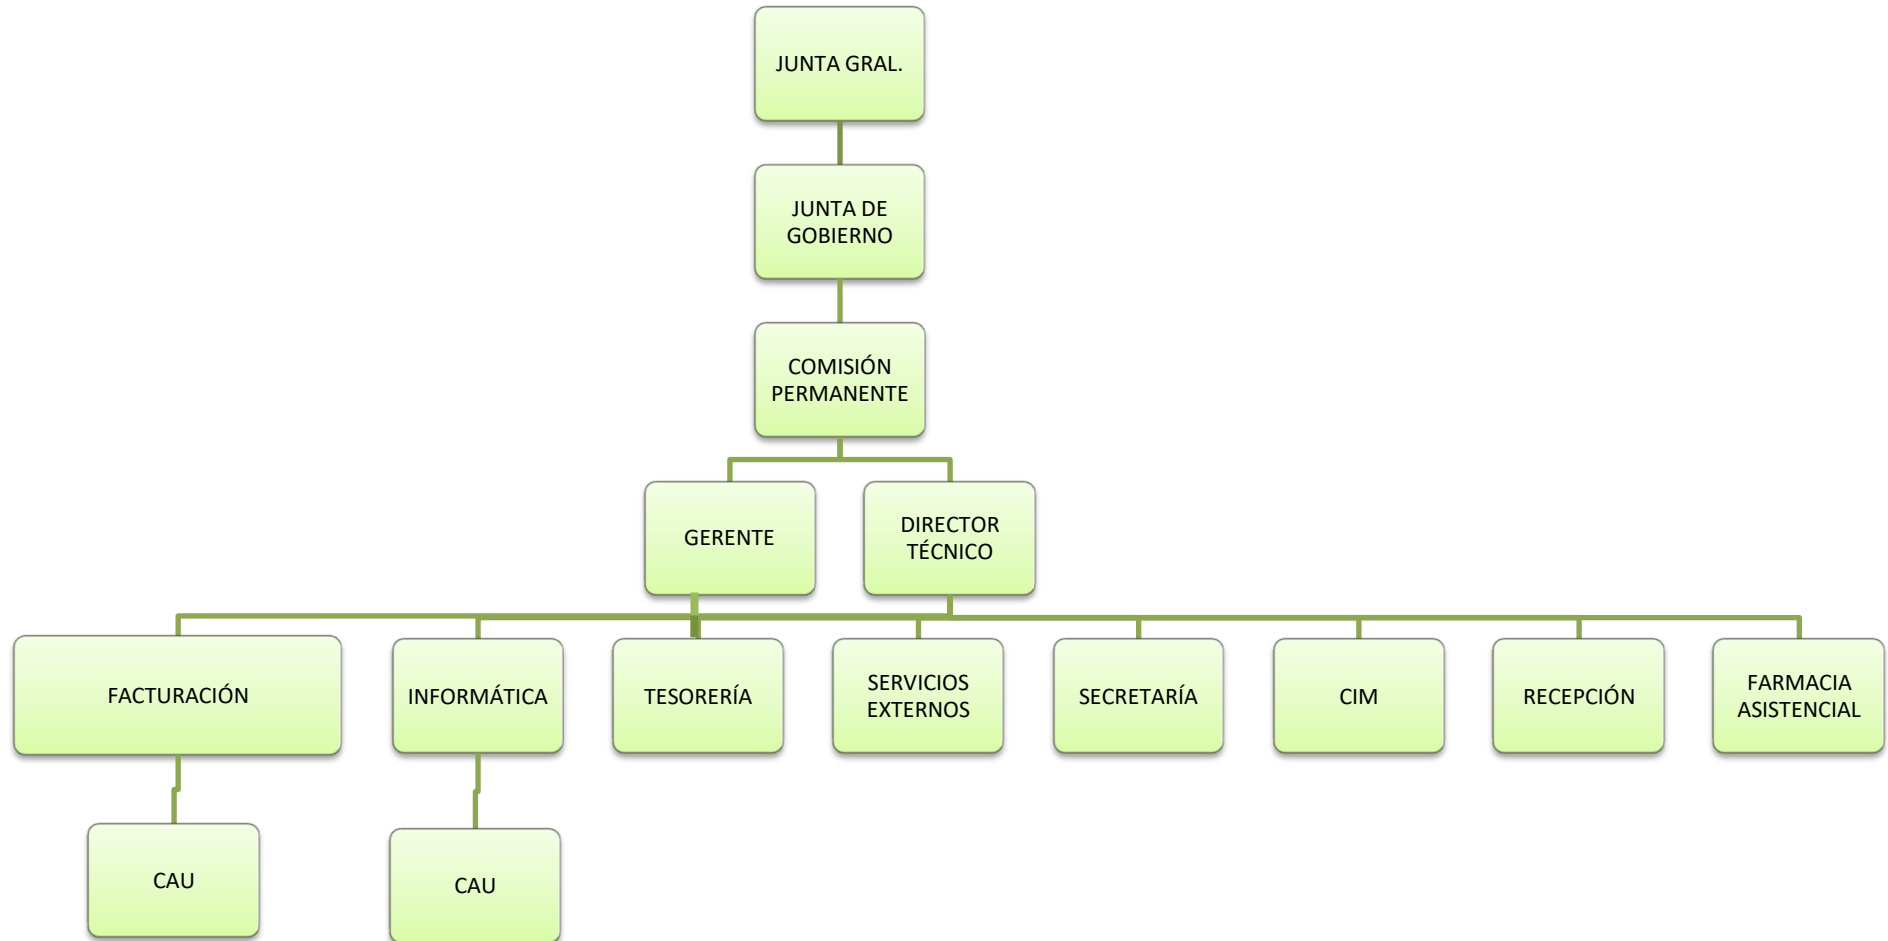 JUNTA GRAL.
JUNTA DE
GOBIERNO
COMISIÓN
PERMANENTE
GERENTE
DIRECTOR
TÉCNICO
FACTURACIÓN
INFORMÁTICA
TESORERÍA
SERVICIOS
EXTERNOS
SECRETARÍA
CIM
RECEPCIÓN
FARMACIA
ASISTENCIAL
CAU
CAU